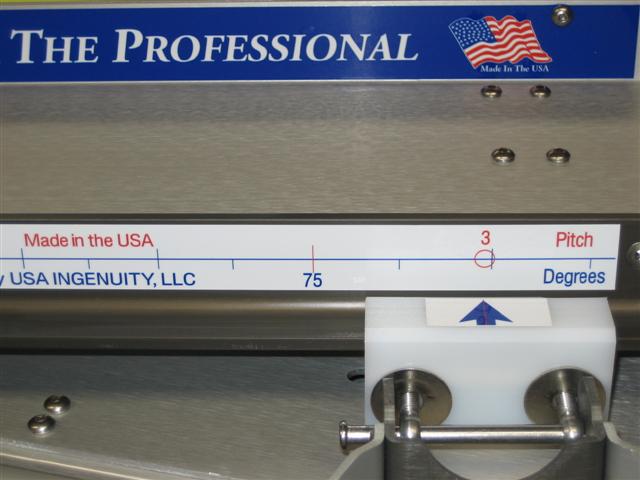 THE PROFESSIONAL
Made In The USA
Made in the USA
3
Pitch
USA INGENUITY, LLC
75
Degrees